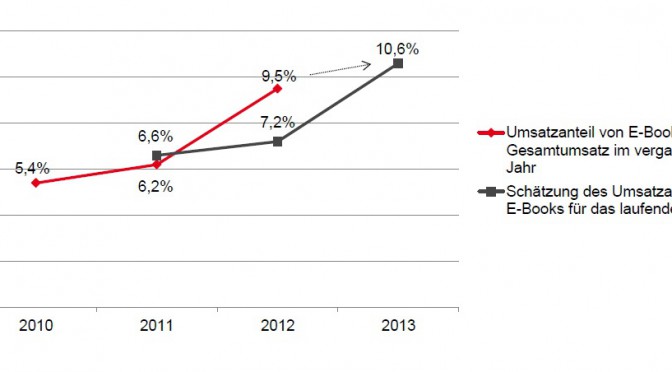 10,6%
9,5%
7,2%
6,6%
6,2%
5,4%
2010 2011 2012 2013
Umsatzanteil von E-Boo
Gesamtumsatz im verga
Jahr
Schätzung des Umsatza
E-Books für das laufende